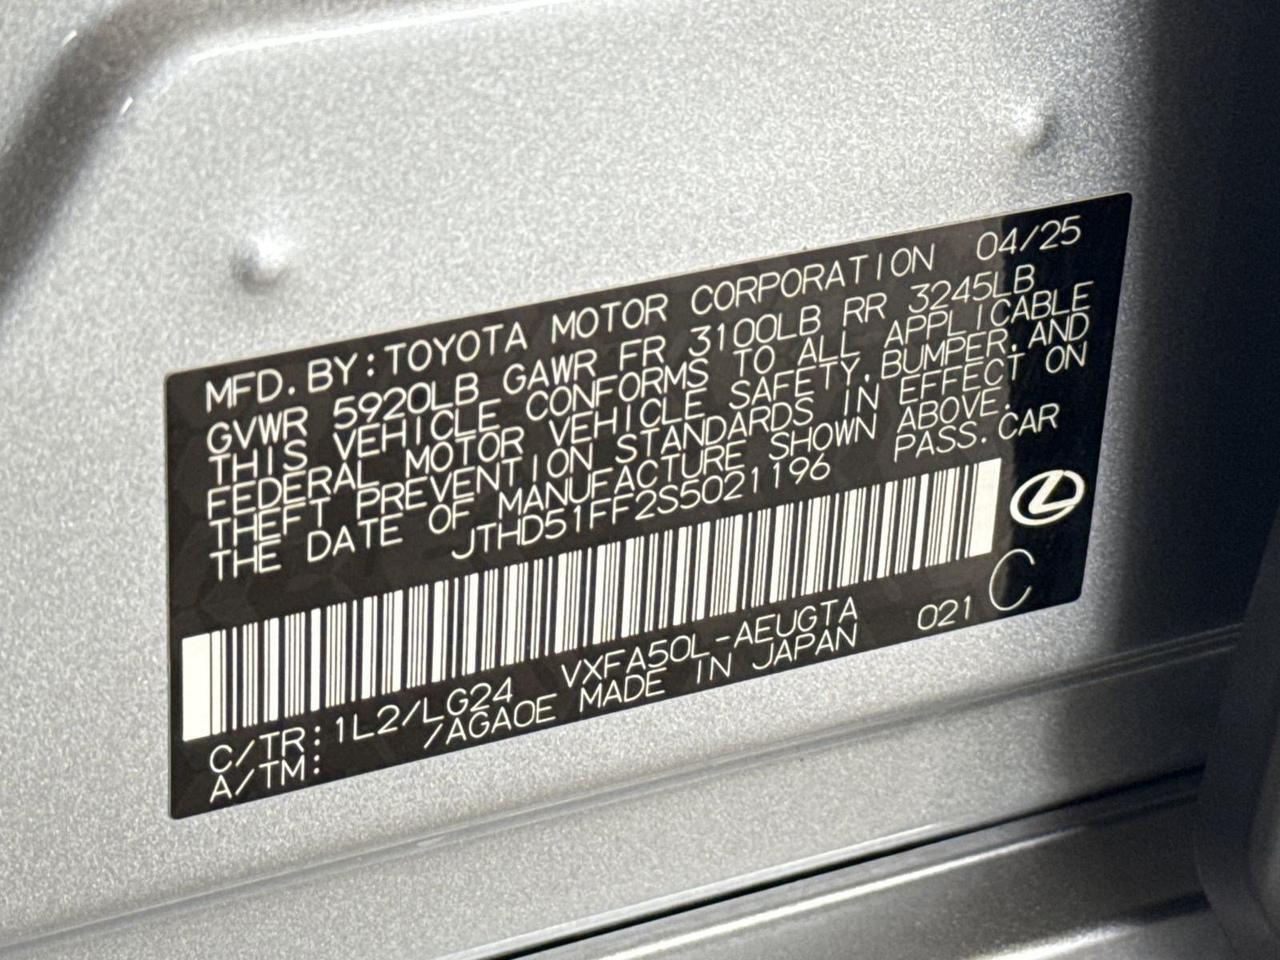 MFD. BY: TOYOTA MOTOR CORPORATION 04/25
GVWR 5920LB GAWR FR 3100LB RR 3245LB
THIS VEHICLE CONFORMS TO ALL APPLICABLE
FEDERAL MOTOR VEHICLE SAFETY, BUMPER, AND
THEFT PREVENTION STANDARDS IN EFFECT ON
THE DATE OF MANUFACTURE SHOWN ABOVE.
JTHD51FF2S5021196 PASS. CAR
C/TR: 1L2/LG24 VXFA50L-AEUGTA 021 C
A/TM: /AGA0E MADE IN JAPAN